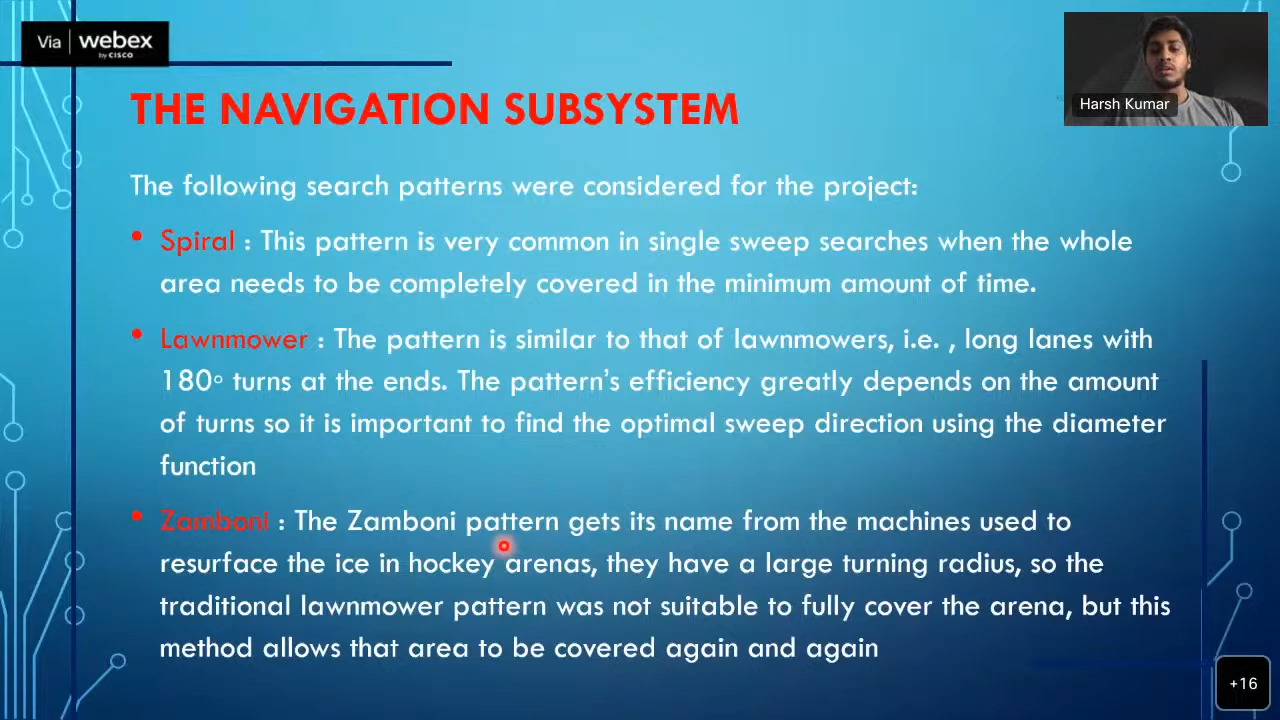 Via | webex
by CISCO
Harsh Kumar
THE NAVIGATION SUBSYSTEM
The following search patterns were considered for the project:
• Spiral : This pattern is very common in single sweep searches when the whole
area needs to be completely covered in the minimum amount of time.
• Lawnmower : The pattern is similar to that of lawnmowers, i.e. , long lanes with
180° turns at the ends. The pattern's efficiency greatly depends on the amount
of turns so it is important to find the optimal sweep direction using the diameter
function
• Zamboni : The Zamboni pattern gets its name from the machines used to
resurface the ice in hockey arenas, they have a large turning radius, so the
traditional lawnmower pattern was not suitable to fully cover the arena, but this
method allows that area to be covered again and again
+16